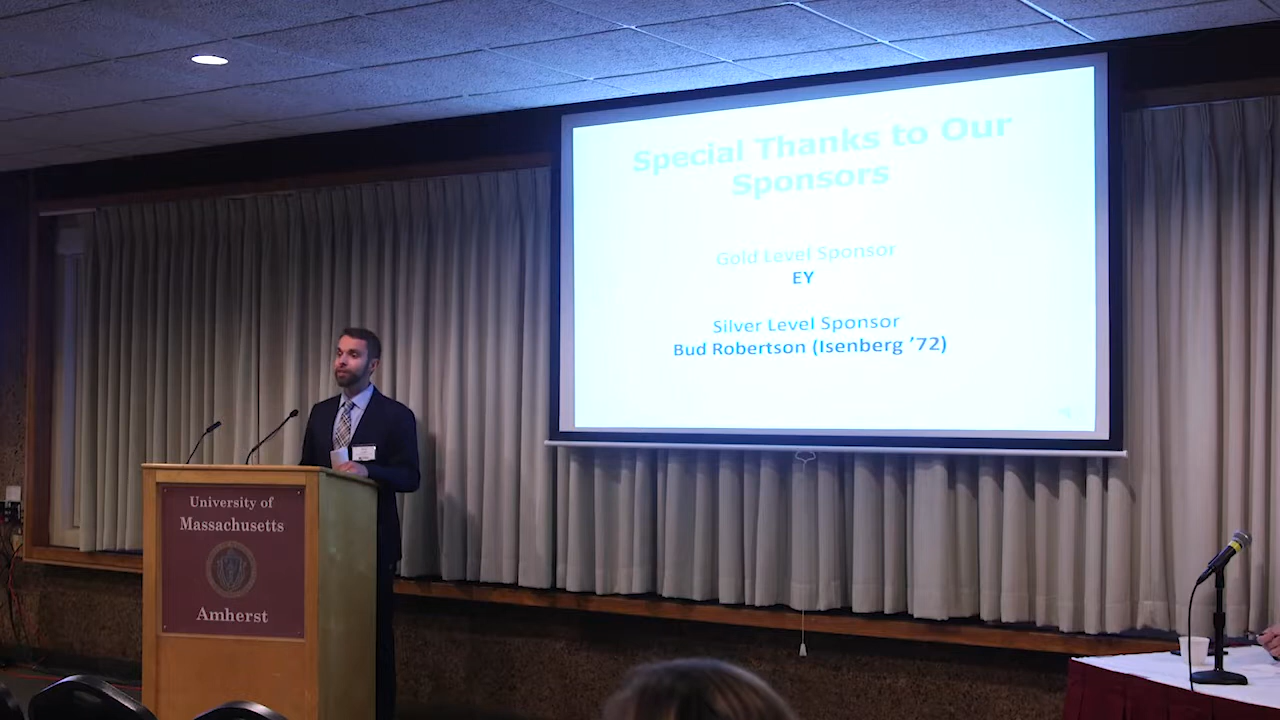 Special Thanks to Our
Sponsors
Gold Level Sponsor
EY
Silver Level Sponsor
Bud Robertson (Isenberg ’72)
University of
Massachusetts
Amherst